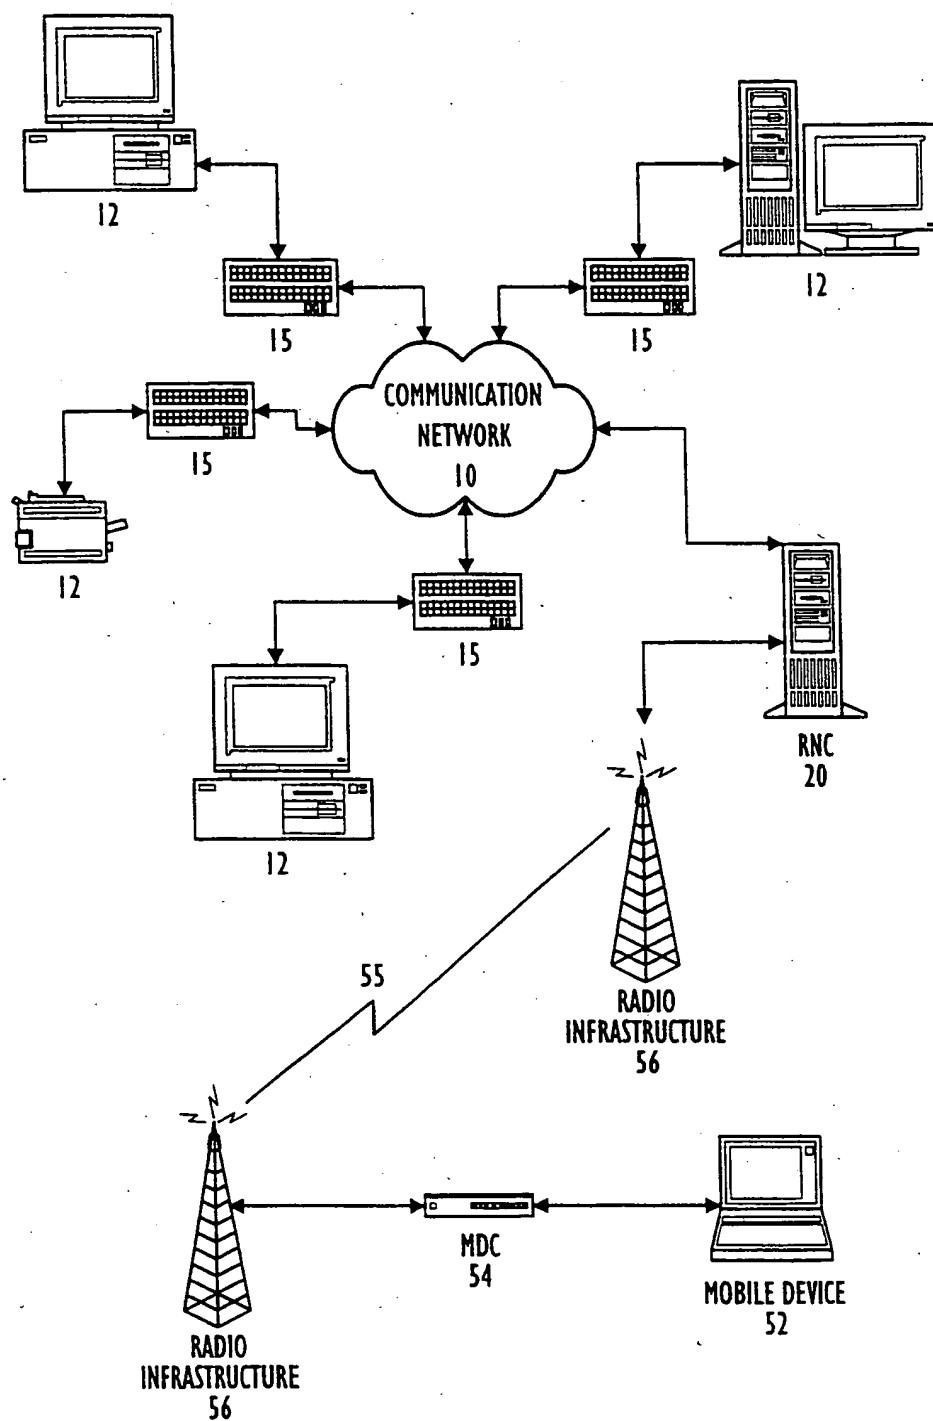 12
12
15
15
COMMUNICATION
NETWORK
10
15
12
15
RNC
20
12
55
RADIO
INFRASTRUCTURE
56
MDC
54
MOBILE DEVICE
52
RADIO
INFRASTRUCTURE
56